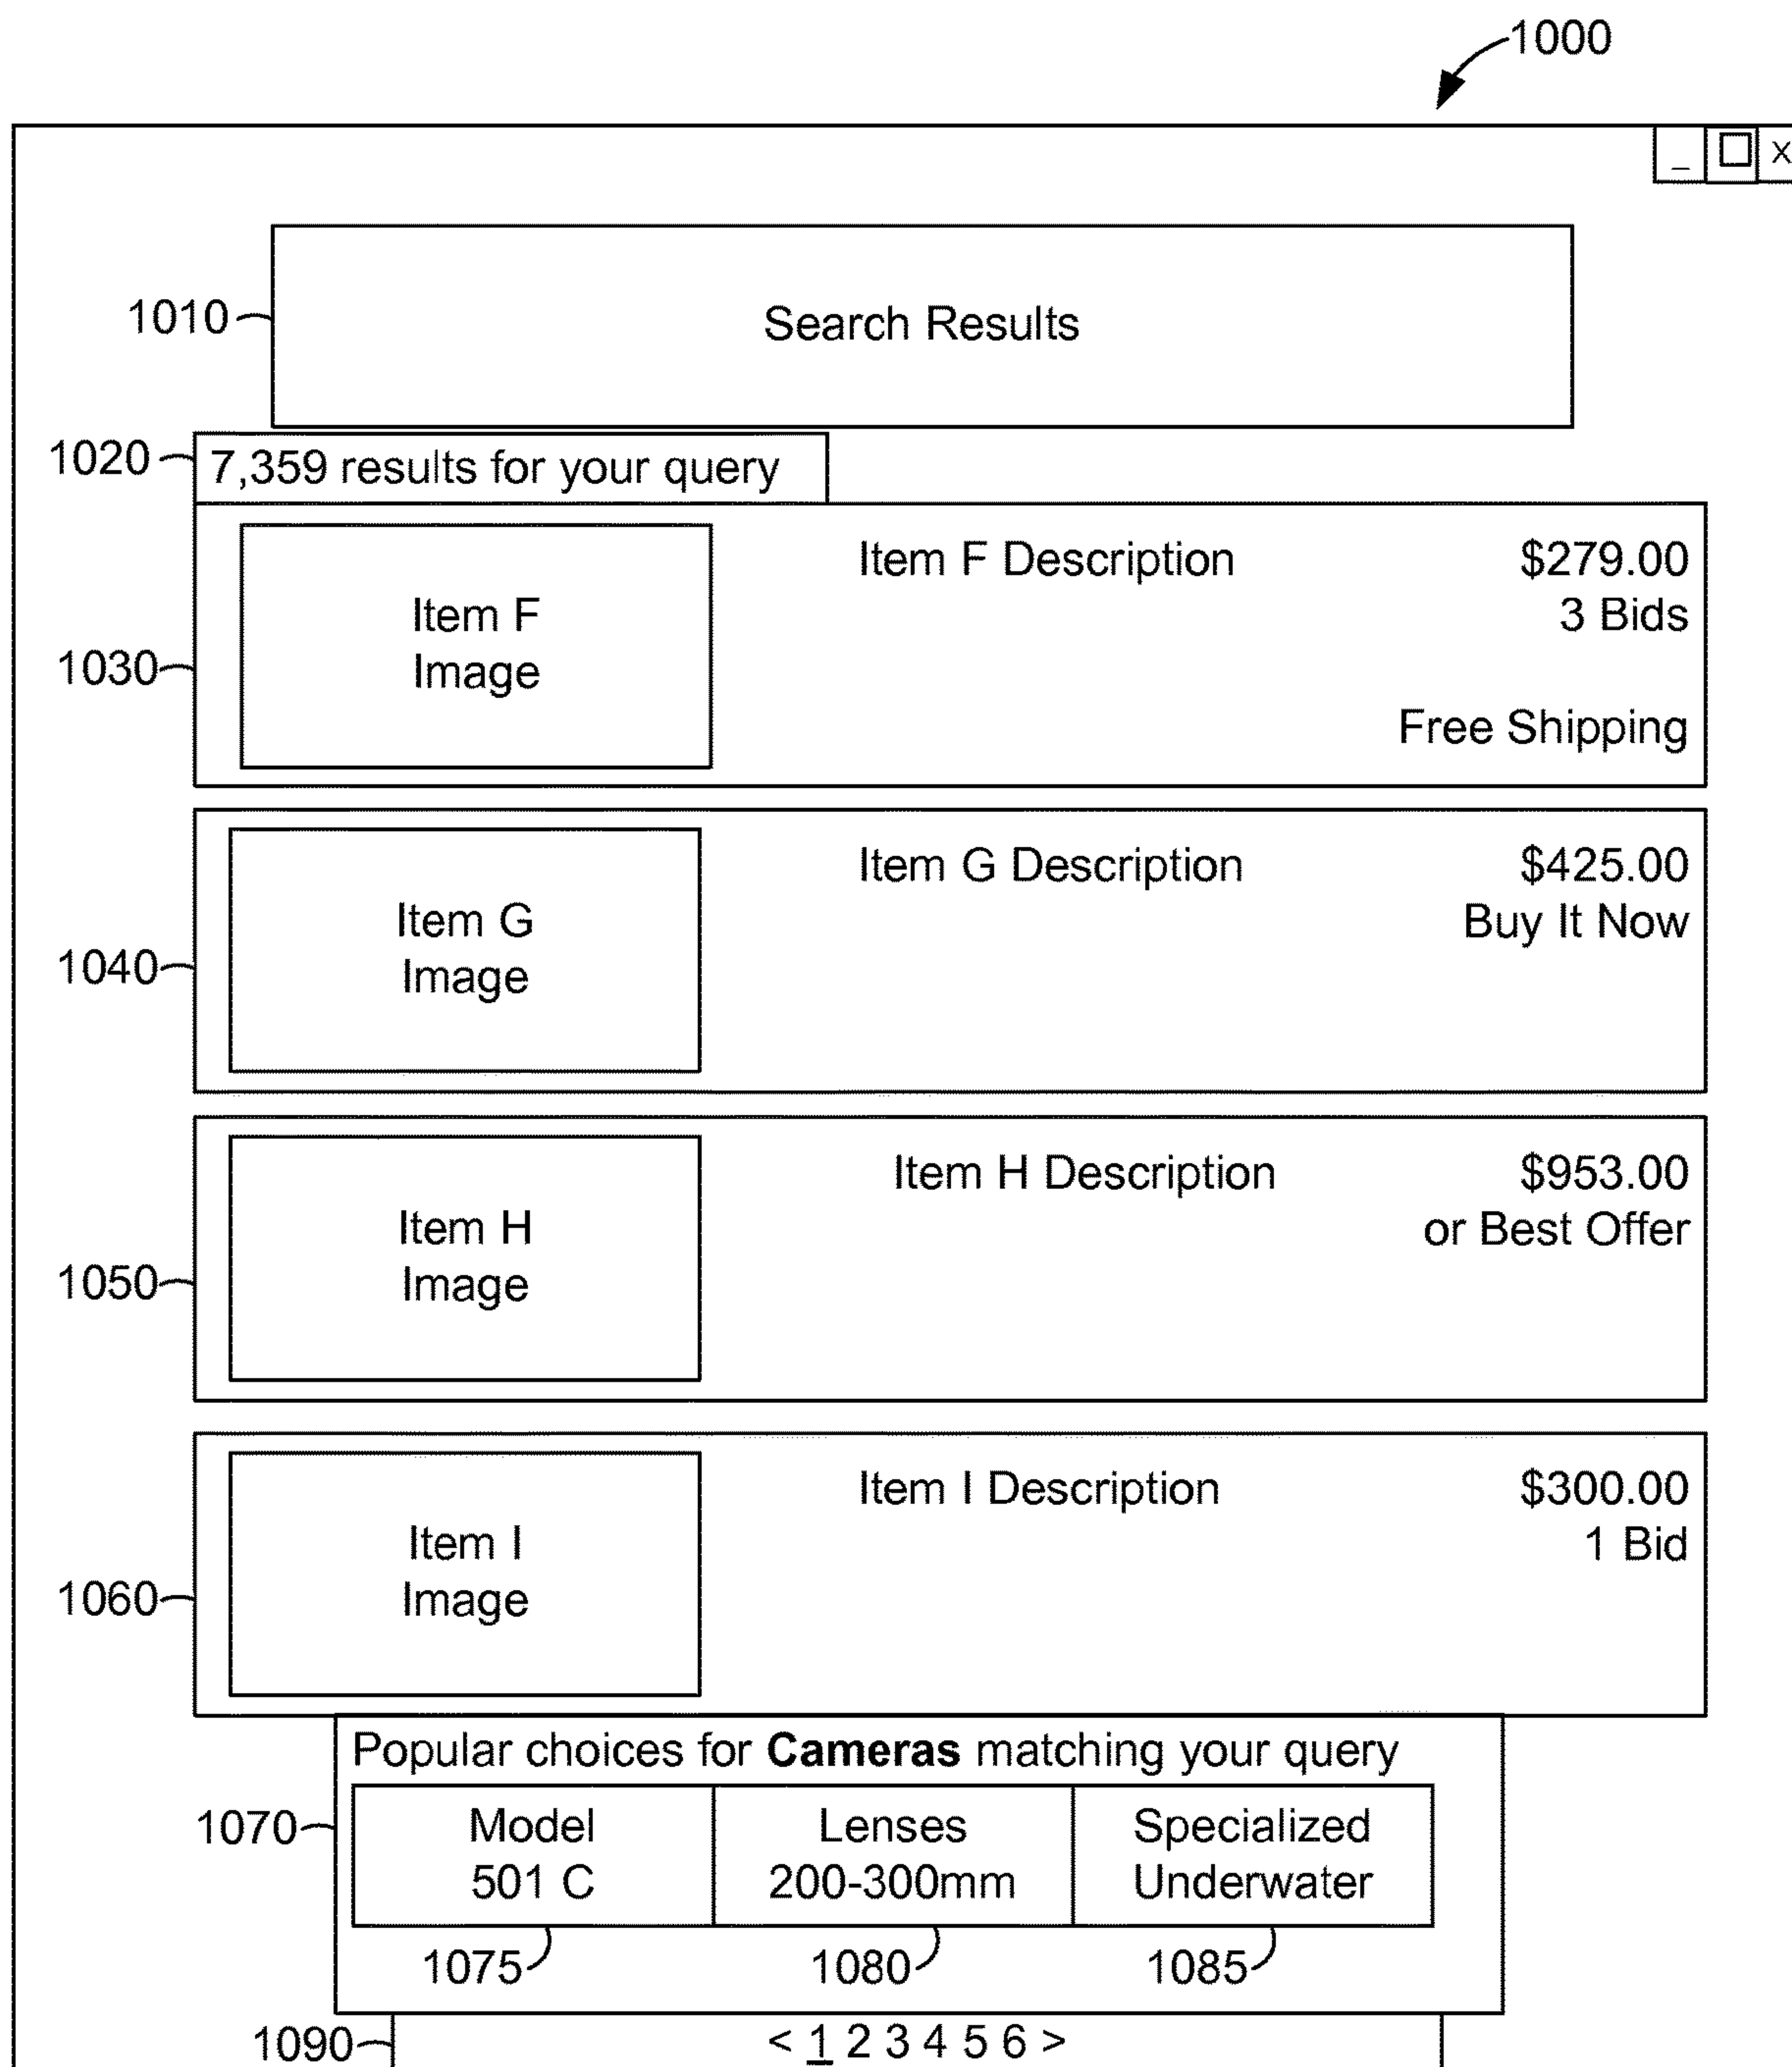 1000
_ □ X
1010
Search Results
1020
7,359 results for your query
1030
Item F
Image
Item F Description
$279.00
3 Bids
Free Shipping
1040
Item G
Image
Item G Description
$425.00
Buy It Now
1050
Item H
Image
Item H Description
$953.00
or Best Offer
1060
Item I
Image
Item I Description
$300.00
1 Bid
Popular choices for Cameras matching your query
1070
Model
501 C
Lenses
200-300mm
Specialized
Underwater
1075
1080
1085
1090
< 1 2 3 4 5 6 >